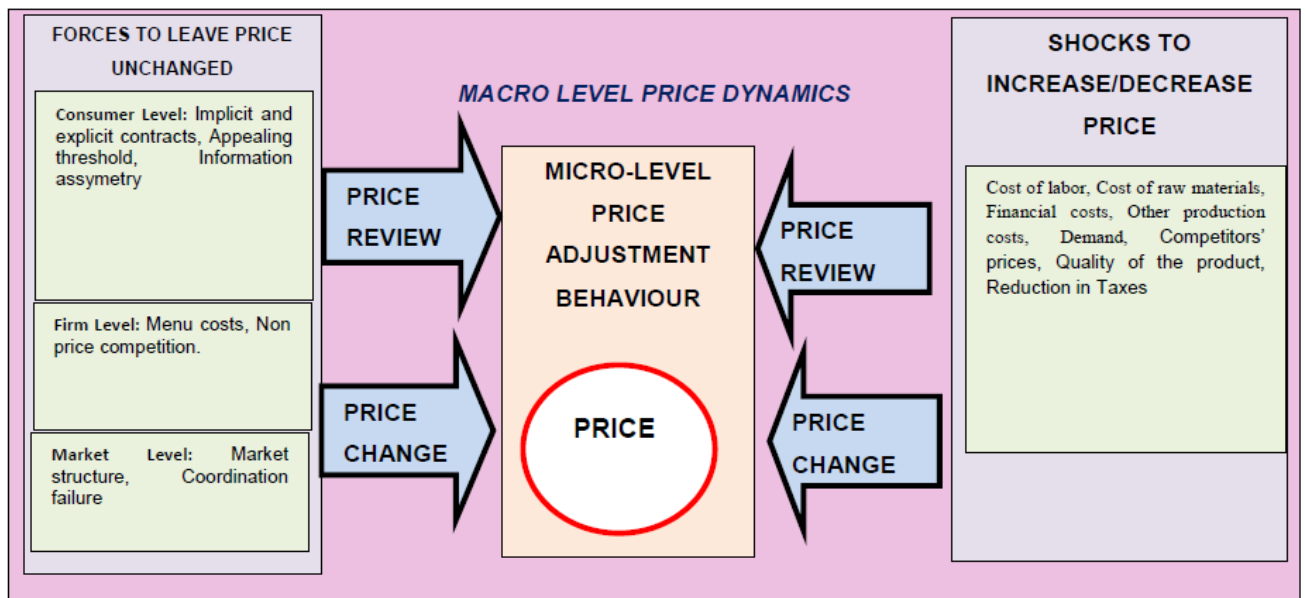 FORCES TO LEAVE PRICE
UNCHANGED
Consumer Level: Implicit and
explicit contracts, Appealing
threshold, Information
assymetry
Firm Level: Menu costs, Non
price competition.
Market Level: Market
structure, Coordination
failure
MACRO LEVEL PRICE DYNAMICS
PRICE
REVIEW
PRICE
CHANGE
MICRO-LEVEL
PRICE
ADJUSTMENT
BEHAVIOUR
PRICE
PRICE
REVIEW
PRICE
CHANGE
SHOCKS TO
INCREASE/DECREASE
PRICE
Cost of labor, Cost of raw materials,
Financial costs, Other production
costs, Demand, Competitors'
prices, Quality of the product,
Reduction in Taxes